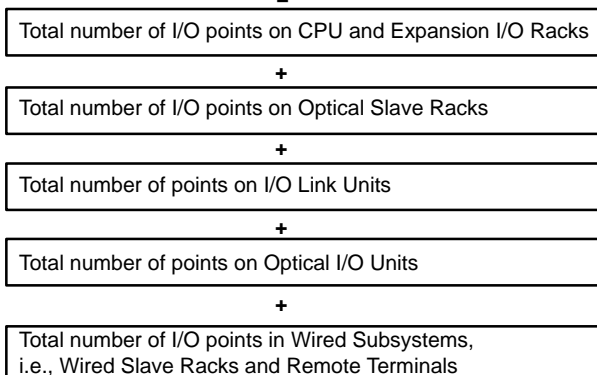 Total number of I/O points on CPU and Expansion I/O Racks
+
Total number of I/O points on Optical Slave Racks
+
Total number of points on I/O Link Units
+
Total number of points on Optical I/O Units
+
Total number of I/O points in Wired Subsystems,
i.e., Wired Slave Racks and Remote Terminals